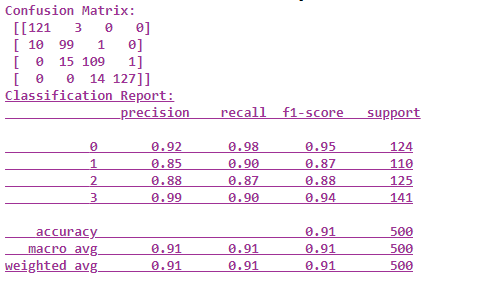 Confusion Matrix:
[[121 3 0 0]
[ 10 99 1 0]
[ 0 15 109 1]
[ 0 0 14 127]]
Classification Report:
precision recall f1-score support
0 0.92 0.98 0.95 124
1 0.85 0.90 0.87 110
2 0.88 0.87 0.88 125
3 0.99 0.90 0.94 141
accuracy 0.91 500
macro avg 0.91 0.91 0.91 500
weighted avg 0.91 0.91 0.91 500